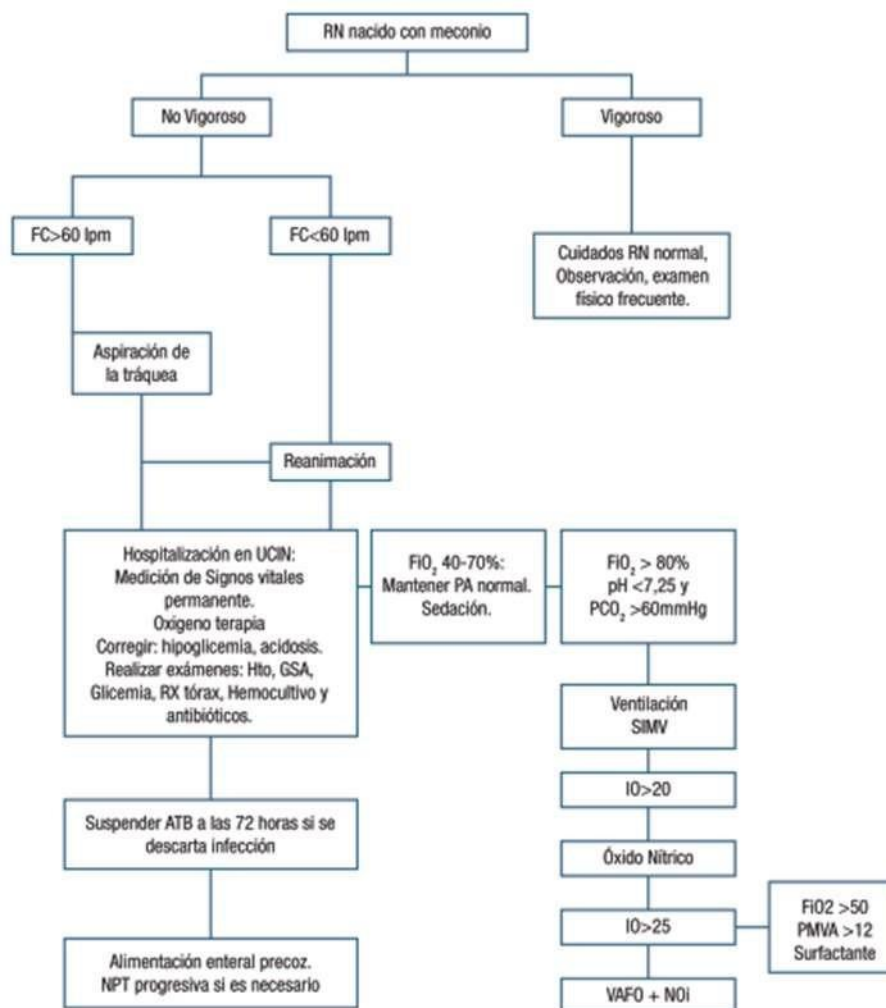 RN nacido con meconio
No Vigoroso
Vigoroso
FC>60 lpm
FC<60 lpm
Cuidados RN normal,
Observación, examen
físico frecuente.
Aspiración de
la tráquea
Reanimación
Hospitalización en UCIN:
Medición de Signos vitales
permanente.
Oxígeno terapia
Corregir: hipoglicemia, acidosis.
Realizar exámenes: Hto, GSA,
Glicemia, RX tórax, Hemocultivo y
antibióticos.
FiO₂ 40-70%:
Mantener PA normal.
Sedación.
FiO₂ > 80%
pH <7,25 y
PCO₂ >60mmHg
Ventilación
SIMV
IO>20
Suspender ATB a las 72 horas si se
descarta infección
Óxido Nítrico
IO>25
FiO2 >50
PMVA >12
Surfactante
Alimentación enteral precoz.
NPT progresiva si es necesario
VAFO + NOi